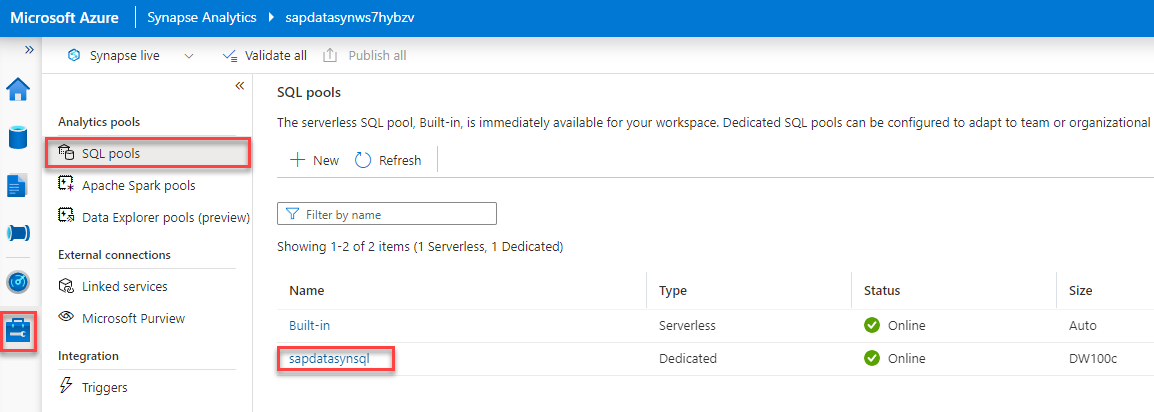 Microsoft Azure Synapse Analytics sapdatasynws7hybzv
Synapse live Validate all Publish all
Analytics pools
SQL pools
Apache Spark pools
Data Explorer pools (preview)
External connections
Linked services
Microsoft Purview
Integration
Triggers
SQL pools
The serverless SQL pool, Built-in, is immediately available for your workspace. Dedicated SQL pools can be configured to adapt to team or organizational
New Refresh
Filter by name
Showing 1-2 of 2 items (1 Serverless, 1 Dedicated)
Name Type Status Size
Built-in Serverless Online Auto
sapdatasynsql Dedicated Online DW100c